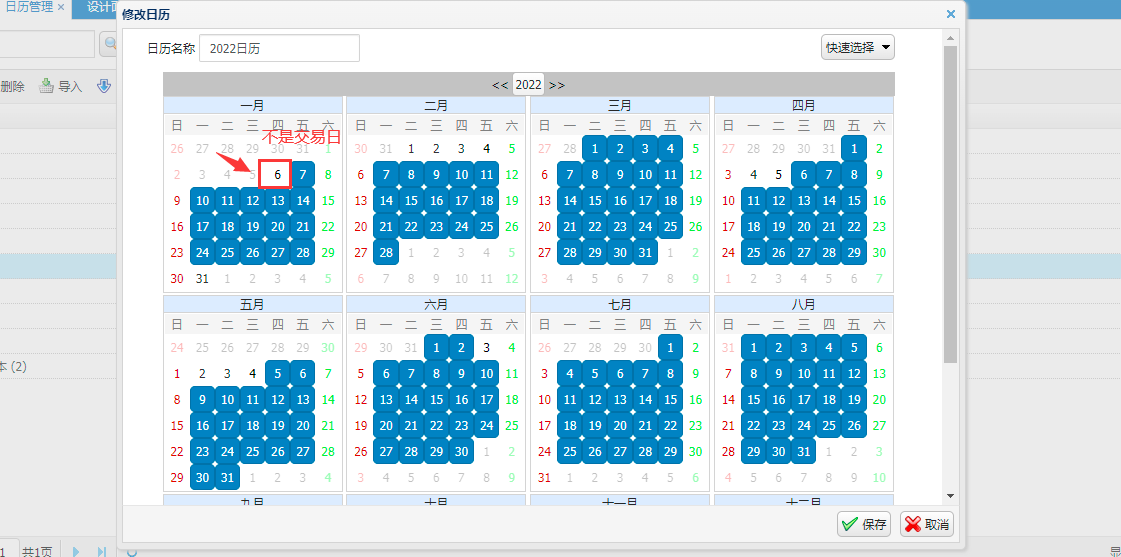 日历管理 ×
设计
修改日历
×
日历名称 2022日历
快速选择
删除
导入
<< 2022 >>
一月
日 一 二 三 四 五 六
不是交易日
26 27 28 29 30 31 1
2 3 4 5 6 7 8
9 10 11 12 13 14 15
16 17 18 19 20 21 22
23 24 25 26 27 28 29
30 31 1 2 3 4 5
二月
日 一 二 三 四 五 六
30 31 1 2 3 4 5
6 7 8 9 10 11 12
13 14 15 16 17 18 19
20 21 22 23 24 25 26
27 28 1 2 3 4 5
6 7 8 9 10 11 12
三月
日 一 二 三 四 五 六
27 28 1 2 3 4 5
6 7 8 9 10 11 12
13 14 15 16 17 18 19
20 21 22 23 24 25 26
27 28 29 30 31 1 2
3 4 5 6 7 8 9
四月
日 一 二 三 四 五 六
27 28 29 30 31 1 2
3 4 5 6 7 8 9
10 11 12 13 14 15 16
17 18 19 20 21 22 23
24 25 26 27 28 29 30
1 2 3 4 5 6 7
五月
日 一 二 三 四 五 六
24 25 26 27 28 29 30
1 2 3 4 5 6 7
8 9 10 11 12 13 14
15 16 17 18 19 20 21
22 23 24 25 26 27 28
29 30 31 1 2 3 4
六月
日 一 二 三 四 五 六
29 30 31 1 2 3 4
5 6 7 8 9 10 11
12 13 14 15 16 17 18
19 20 21 22 23 24 25
26 27 28 29 30 1 2
3 4 5 6 7 8 9
七月
日 一 二 三 四 五 六
26 27 28 29 30 1 2
3 4 5 6 7 8 9
10 11 12 13 14 15 16
17 18 19 20 21 22 23
24 25 26 27 28 29 30
31 1 2 3 4 5 6
八月
日 一 二 三 四 五 六
31 1 2 3 4 5 6
7 8 9 10 11 12 13
14 15 16 17 18 19 20
21 22 23 24 25 26 27
28 29 30 31 1 2 3
4 5 6 7 8 9 10
九月
十月
十一月
十二月
本 (2)
保存
取消
1 共1页
显